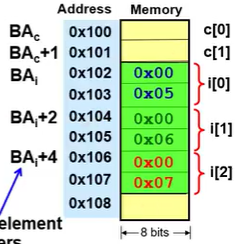 Address Memory
BAc 0x100 c[0]
BAc+1 0x101 c[1]
BAi 0x102 0x00
i[0]
0x103 0x05
BAi+2 0x104 0x00
i[1]
0x105 0x06
BAi+4 0x106 0x00
i[2]
0x107 0x07
0x108
element
8 bits